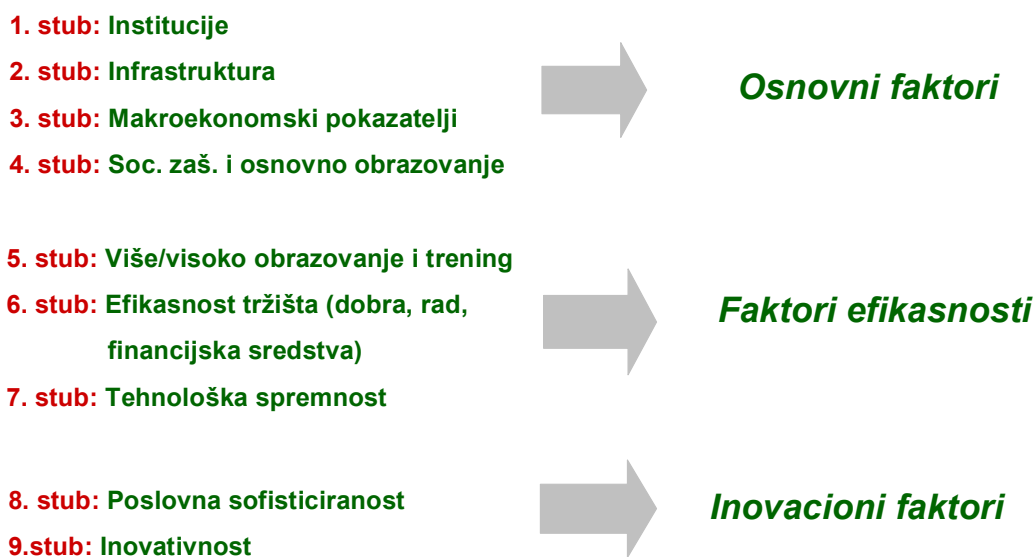 1. stub: Institucije
2. stub: Infrastruktura
3. stub: Makroekonomski pokazatelji
4. stub: Soc. zaš. i osnovno obrazovanje
Osnovni faktori
5. stub: Više/visoko obrazovanje i trening
6. stub: Efikasnost tržišta (dobra, rad,
financijska sredstva)
7. stub: Tehnološka spremnost
Faktori efikasnosti
8. stub: Poslovna sofisticiranost
9.stub: Inovativnost
Inovacioni faktori